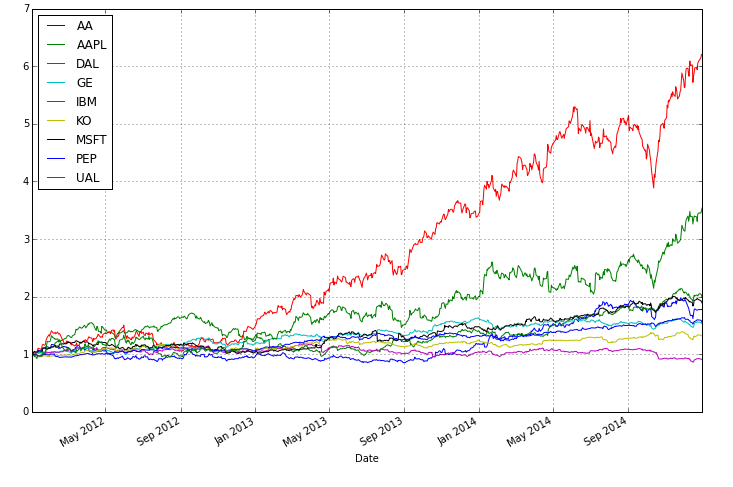 7
6
5
4
3
2
1
0
AA
AAPL
DAL
GE
IBM
KO
MSFT
PEP
UAL
May 2012
Sep 2012
Jan 2013
May 2013
Sep 2013
Jan 2014
May 2014
Sep 2014
Date